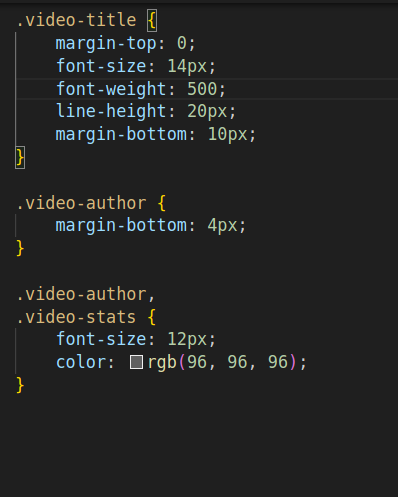 .video-title {
    margin-top: 0;
    font-size: 14px;
    font-weight: 500;
    line-height: 20px;
    margin-bottom: 10px;
}

.video-author {
    margin-bottom: 4px;
}

.video-author,
.video-stats {
    font-size: 12px;
    color: rgb(96, 96, 96);
}